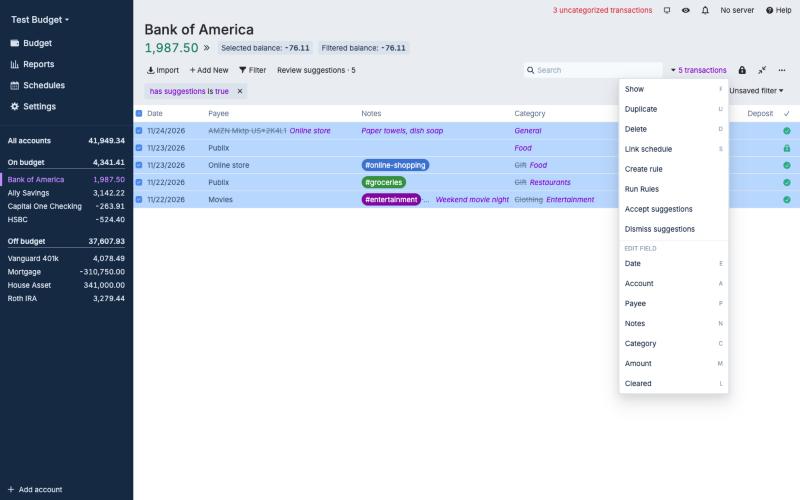 Test Budget
Budget
Reports
Schedules
Settings
All accounts 41,949.34
On budget 4,341.41
Bank of America 1,987.50
Ally Savings 3,142.22
Capital One Checking -263.91
HSBC -524.40
Off budget 37,607.93
Vanguard 401k 4,078.49
Mortgage -310,750.00
House Asset 341,000.00
Roth IRA 3,279.44
+ Add account
3 uncategorized transactions No server Help
Bank of America
1,987.50 » Selected balance: -76.11 Filtered balance: -76.11
Import + Add New Filter Review suggestions · 5 Search 5 transactions
has suggestions is true × Unsaved filter
Date Payee Notes Category Deposit
11/24/2026 AMZN Mktp US*2K4L1 Online store Paper towels, dish soap General
11/23/2026 Publix Food
11/23/2026 Online store #online-shopping Gift Food
11/22/2026 Publix #groceries Gift Restaurants
11/22/2026 Movies #entertainment ... Weekend movie night Clothing Entertainment
Show F
Duplicate U
Delete D
Link schedule S
Create rule
Run Rules
Accept suggestions
Dismiss suggestions
EDIT FIELD
Date E
Account A
Payee P
Notes N
Category C
Amount M
Cleared L